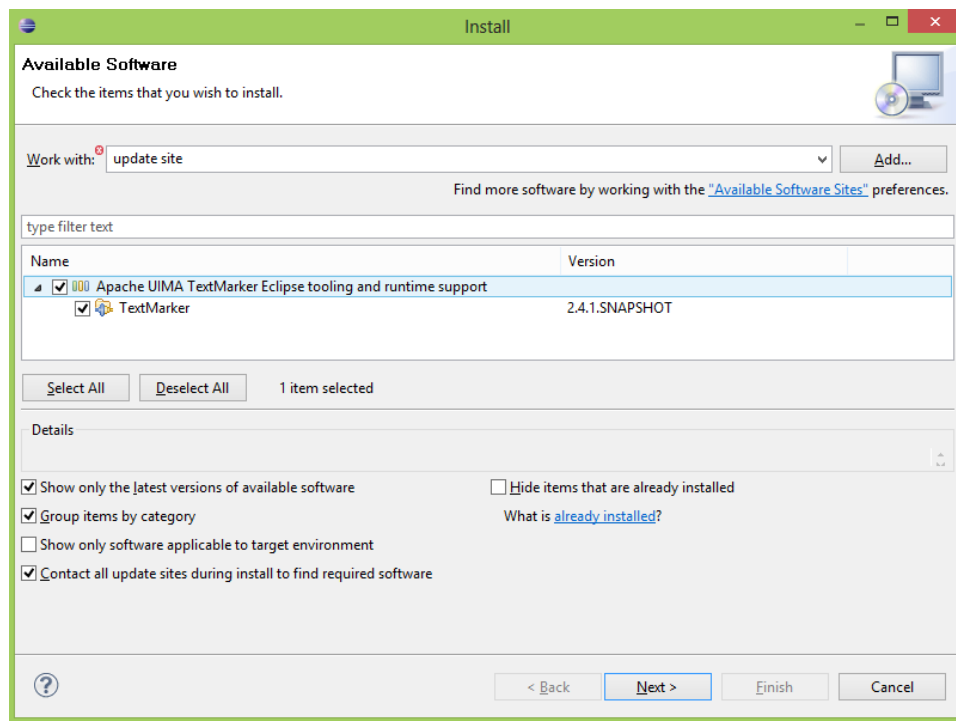 Install
Available Software
Check the items that you wish to install.
Work with: update site Add...
Find more software by working with the "Available Software Sites" preferences.
type filter text
Name Version
Apache UIMA TextMarker Eclipse tooling and runtime support
TextMarker 2.4.1.SNAPSHOT
Select All Deselect All 1 item selected
Details
Show only the latest versions of available software Hide items that are already installed
Group items by category What is already installed?
Show only software applicable to target environment
Contact all update sites during install to find required software
? < Back Next > Finish Cancel